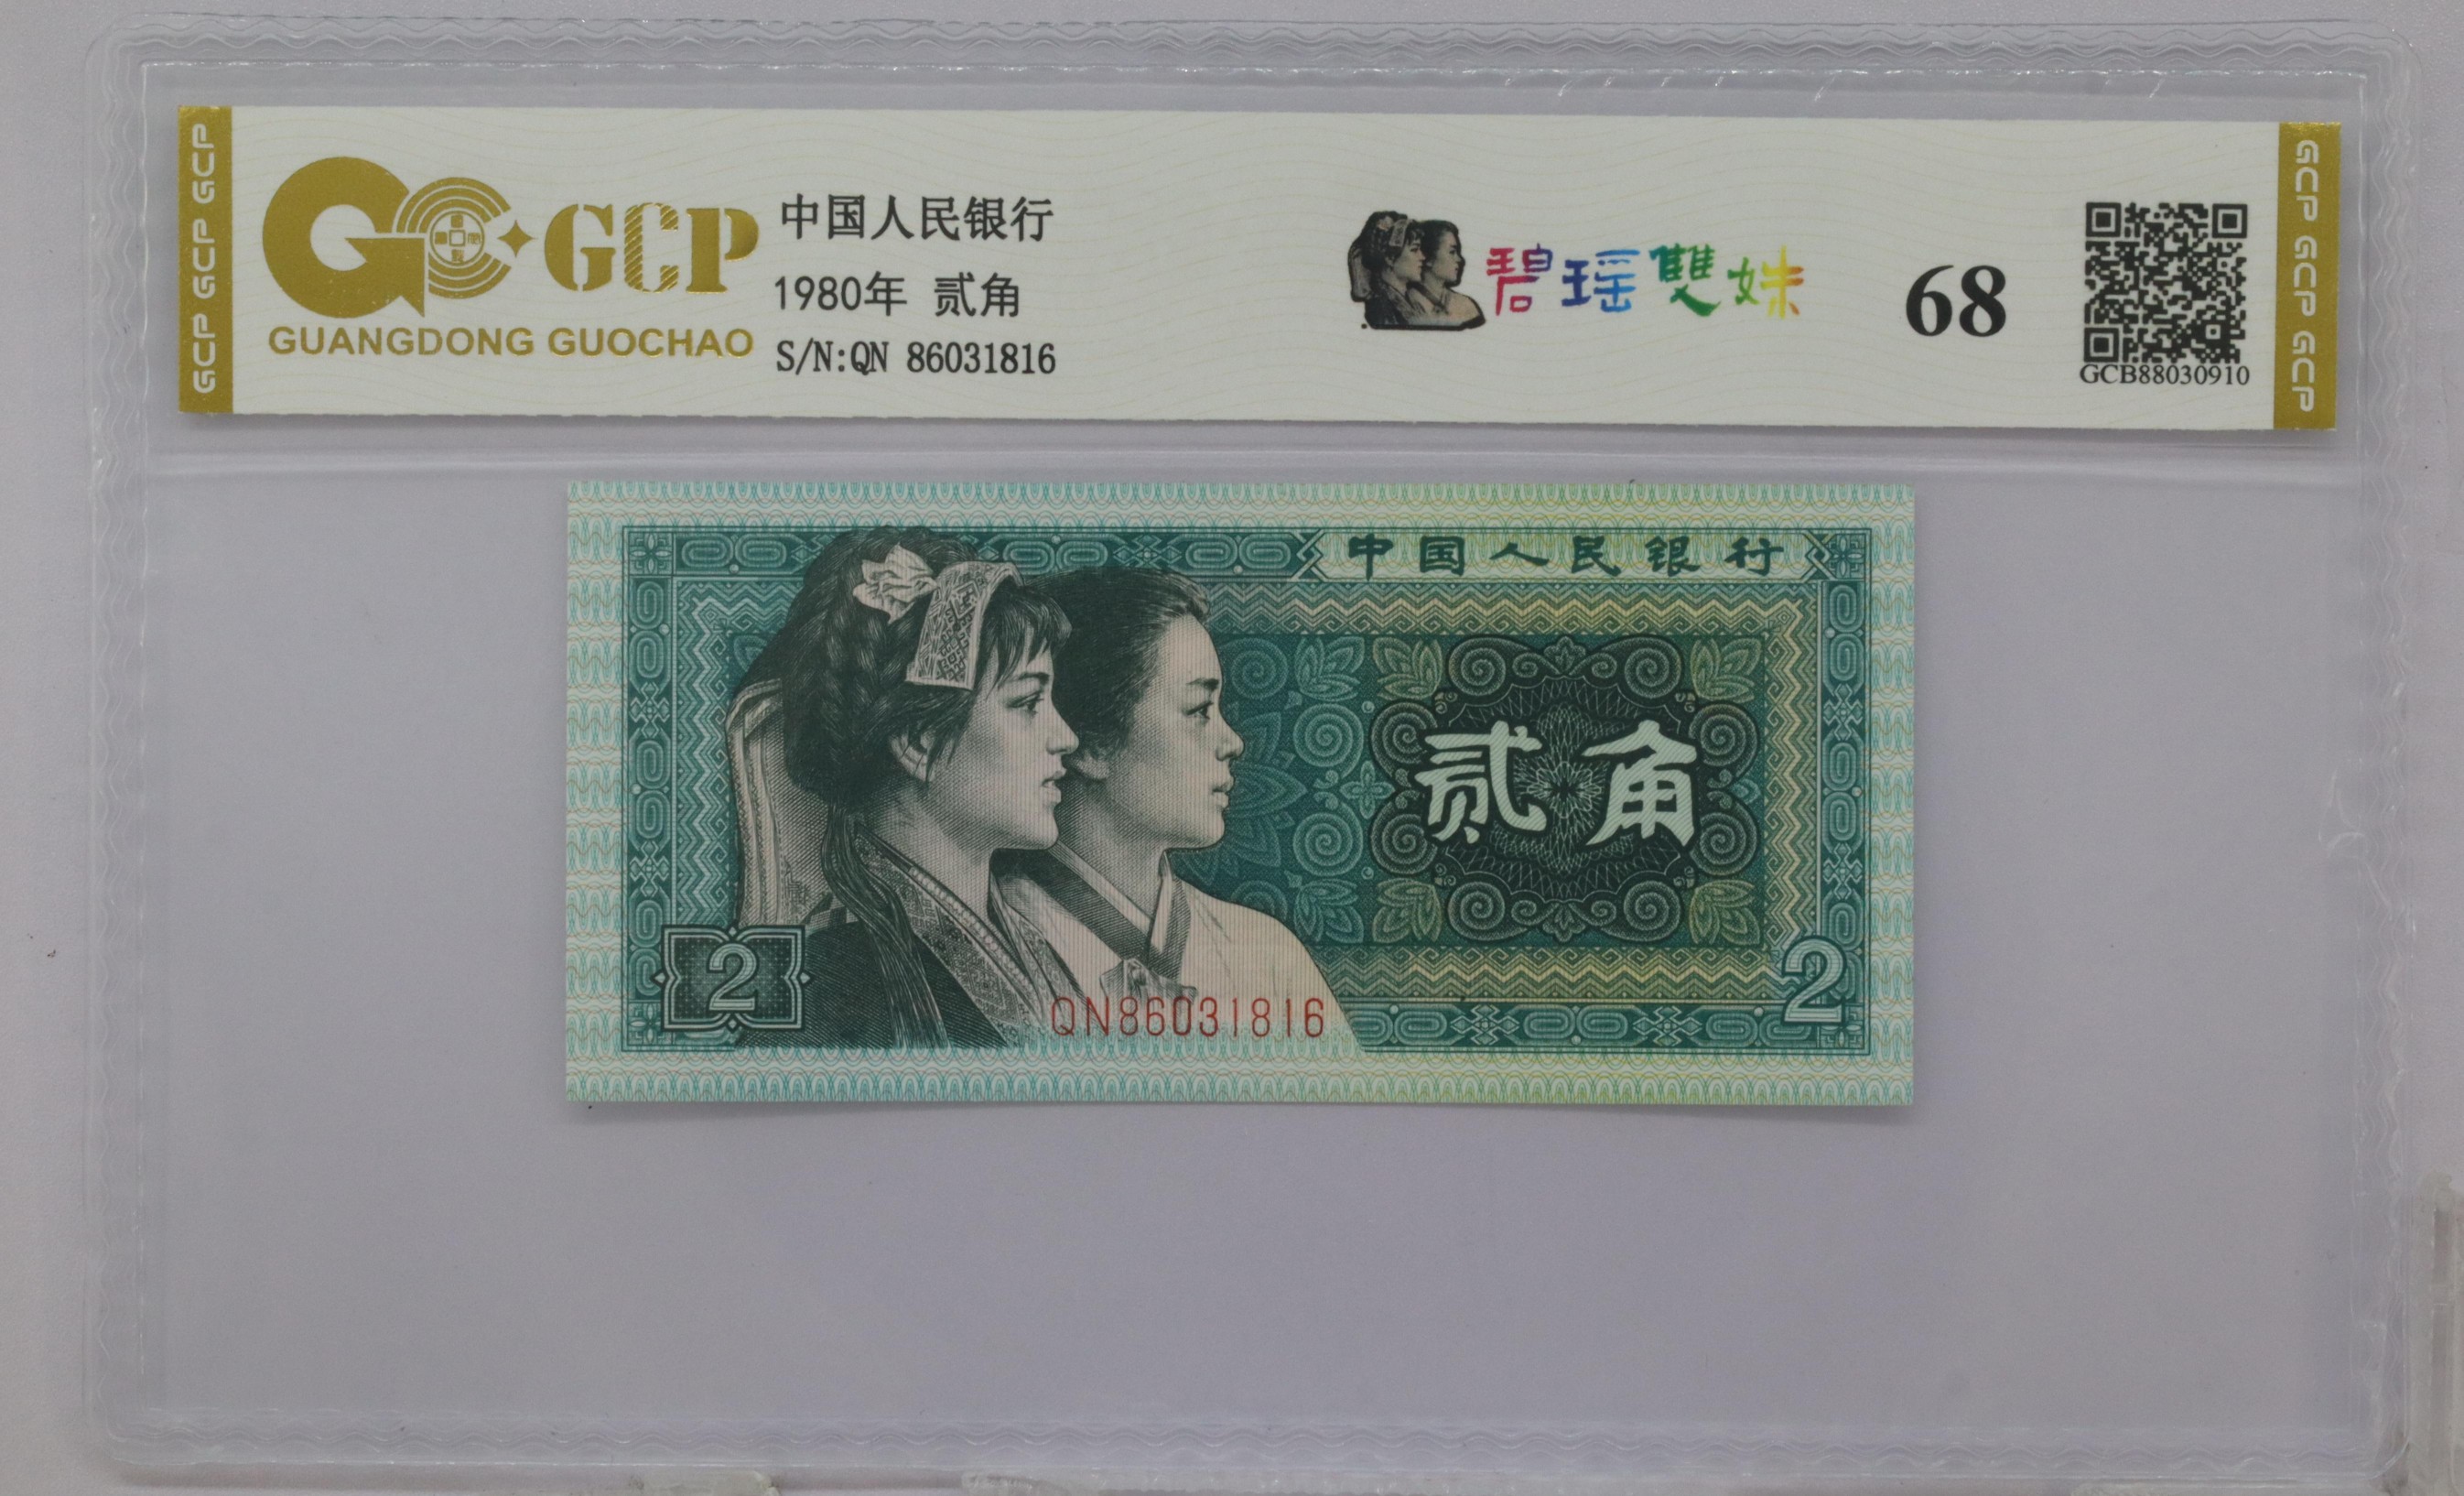 GCP GCP GCP
GCP
GUANGDONG GUOCHAO
中国人民银行
1980年 贰角
S/N:QN 86031816
碧瑶雙姝
68
GCB88030910
GCP GCP GCP
中国人民银行
贰角
2
2
QN86031816